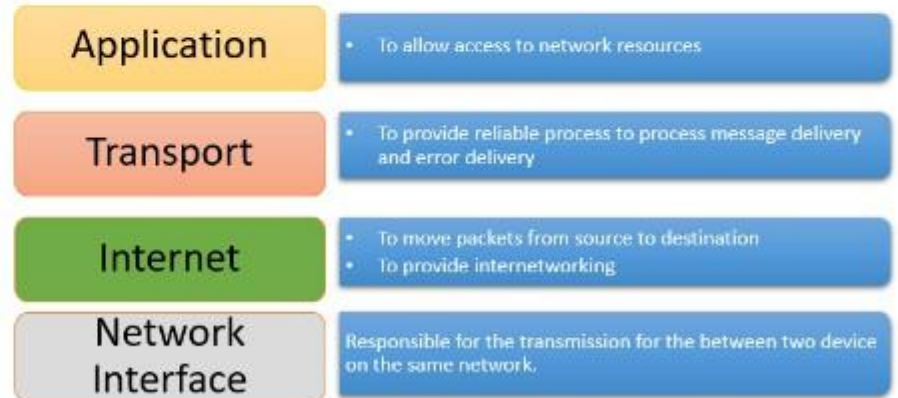 Application
• To allow access to network resources
Transport
• To provide reliable process to process message delivery
and error delivery
Internet
• To move packets from source to destination
• To provide internetworking
Network
Interface
Responsible for the transmission for the between two device
on the same network.